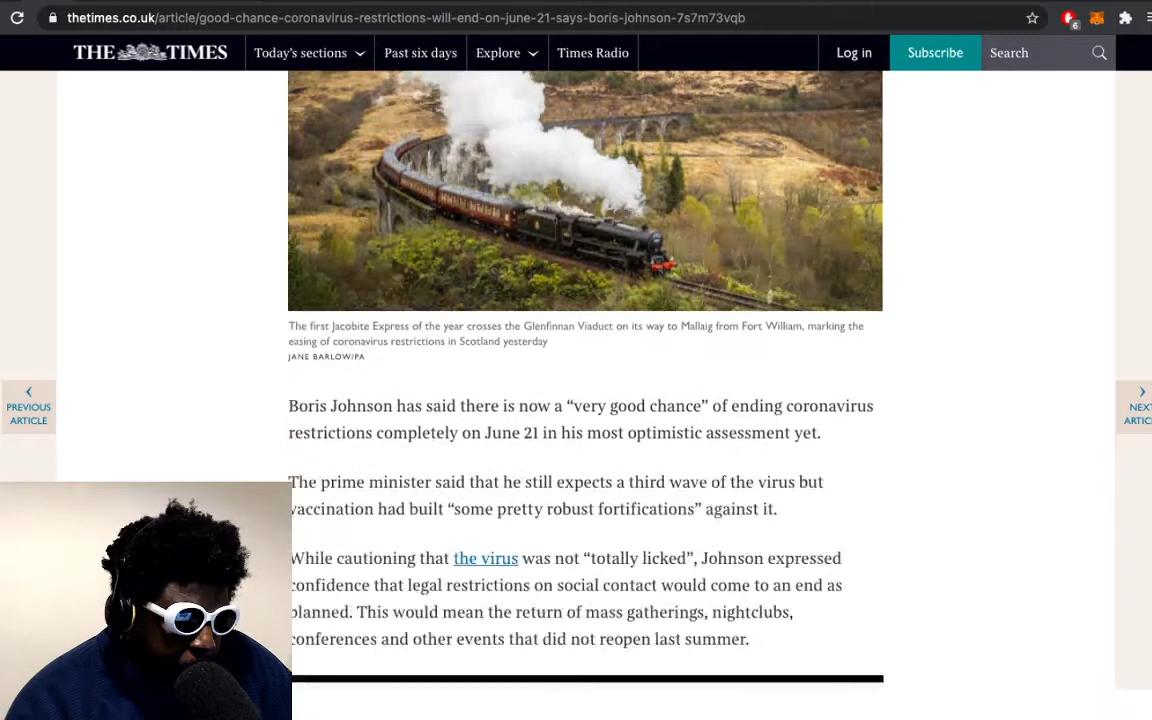 thetimes.co.uk/article/good-chance-coronavirus-restrictions-will-end-on-june-21-says-boris-johnson-7s7m73vqb
6
THE TIMES Today's sections Past six days Explore Times Radio Log in Subscribe Search
The first Jacobite Express of the year crosses the Glenfinnan Viaduct on its way to Mallaig from Fort William, marking the
easing of coronavirus restrictions in Scotland yesterday
JANE BARLOW/PA
PREVIOUS
ARTICLE
NEXT
ARTIC
Boris Johnson has said there is now a “very good chance” of ending coronavirus
restrictions completely on June 21 in his most optimistic assessment yet.
The prime minister said that he still expects a third wave of the virus but
vaccination had built “some pretty robust fortifications” against it.
While cautioning that the virus was not “totally licked”, Johnson expressed
confidence that legal restrictions on social contact would come to an end as
planned. This would mean the return of mass gatherings, nightclubs,
conferences and other events that did not reopen last summer.